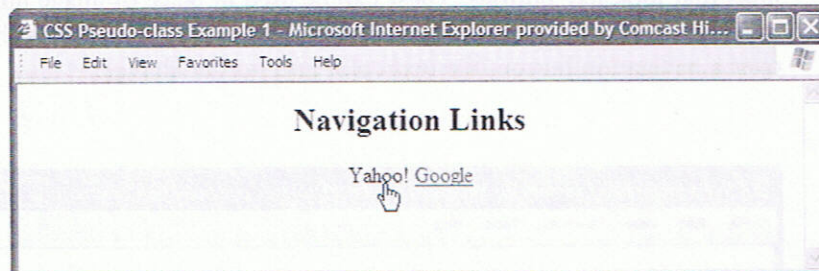 CSS Pseudo-class Example 1 - Microsoft Internet Explorer provided by Comcast Hi...
File Edit View Favorites Tools Help
Navigation Links
Yahoo! Google